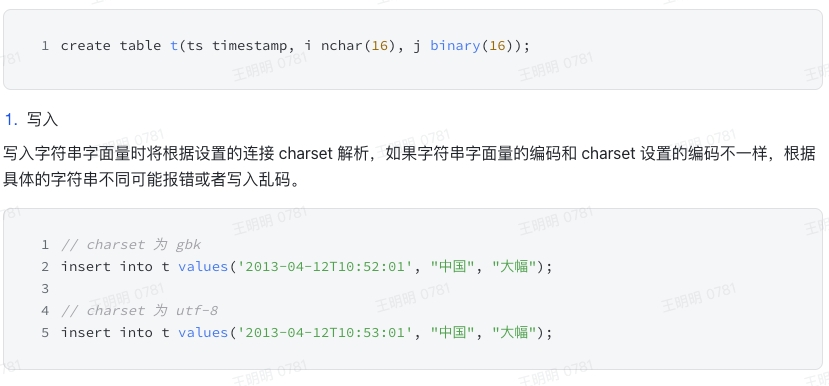 1 create table t(ts timestamp, i nchar(16), j binary(16));
1. 写入
写入字符串字面量时将根据设置的连接 charset 解析，如果字符串字面量的编码和 charset 设置的编码不一样，根据
具体的字符串不同可能报错或者写入乱码。
1 // charset 为 gbk
2 insert into t values('2013-04-12T10:52:01', "中国", "大幅");
3
4 // charset 为 utf-8
5 insert into t values('2013-04-12T10:53:01', "中国", "大幅");
王明明 0781